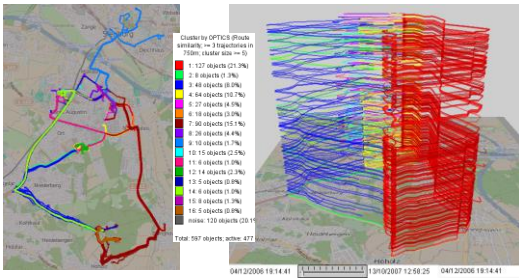 Cluster by OPTICS (Route
similarity; >= 3 trajectories in
750m; cluster size >= 5)
1: 127 objects (21.3%)
2: 8 objects (1.3%)
3: 48 objects (8.0%)
4: 64 objects (10.7%)
5: 27 objects (4.5%)
6: 18 objects (3.0%)
7: 90 objects (15.1%)
8: 26 objects (4.4%)
9: 10 objects (1.7%)
10: 15 objects (2.5%)
11: 6 objects (1.0%)
12: 14 objects (2.3%)
13: 5 objects (0.8%)
14: 6 objects (1.0%)
15: 8 objects (1.3%)
16: 5 objects (0.8%)
noise: 120 objects (20.1%
Total: 597 objects; active: 477
04/12/2006 19:14:41
13/10/2007 12:58:25
04/12/2006 19:14:41